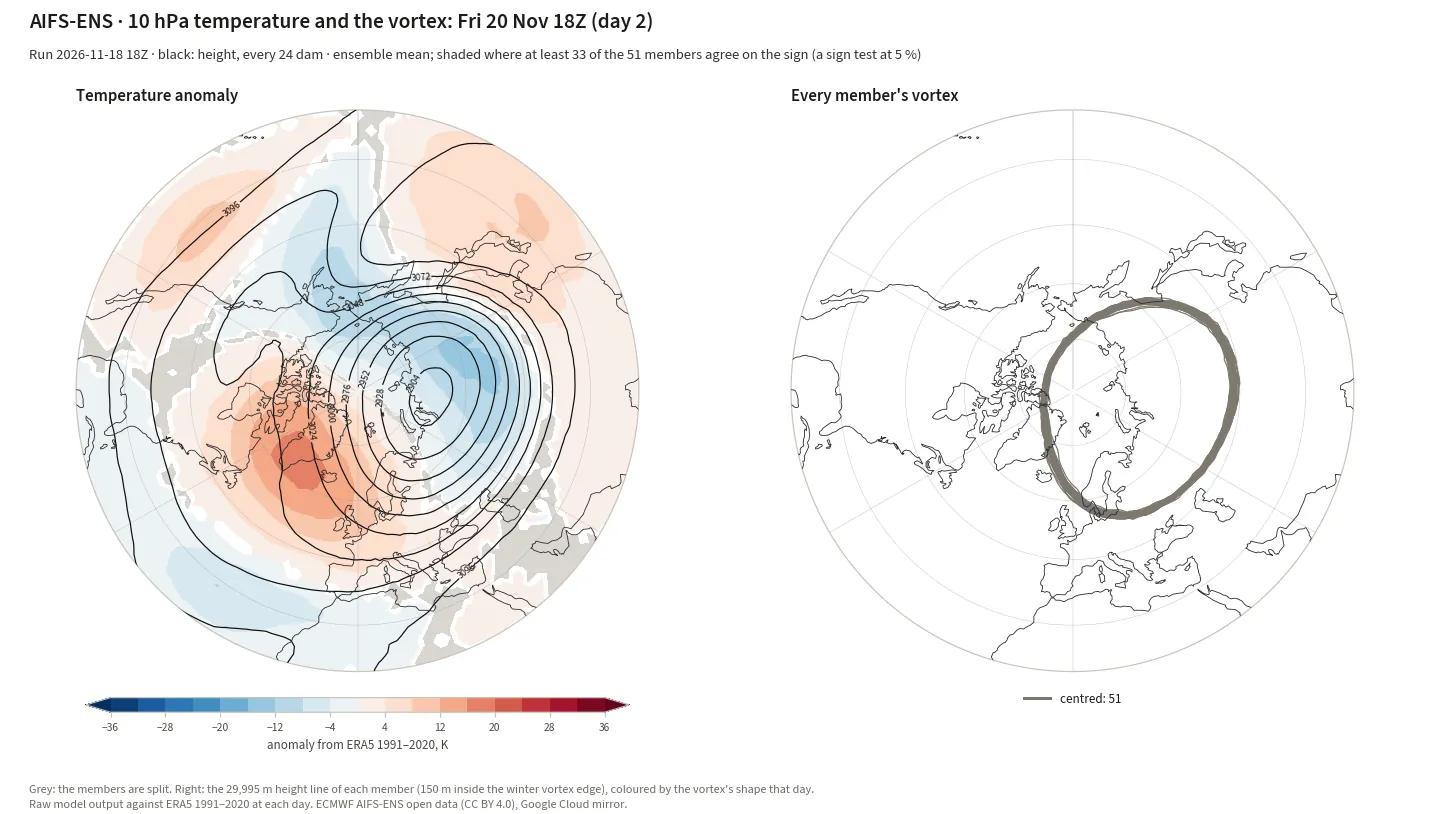 AIFS-ENS · 10 hPa temperature and the vortex: Fri 20 Nov 18Z (day 2)
Run 2026-11-18 18Z · black: height, every 24 dam · ensemble mean; shaded where at least 33 of the 51 members agree on the sign (a sign test at 5 %)
Temperature anomaly
Every member's vortex
3096
3072
2952
2976
2928
2904
3024
centred: 51
−36 −28 −20 −12 −4 4 12 20 28 36
anomaly from ERA5 1991–2020, K
Grey: the members are split. Right: the 29,995 m height line of each member (150 m inside the winter vortex edge), coloured by the vortex's shape that day.
Raw model output against ERA5 1991–2020 at each day. ECMWF AIFS-ENS open data (CC BY 4.0), Google Cloud mirror.